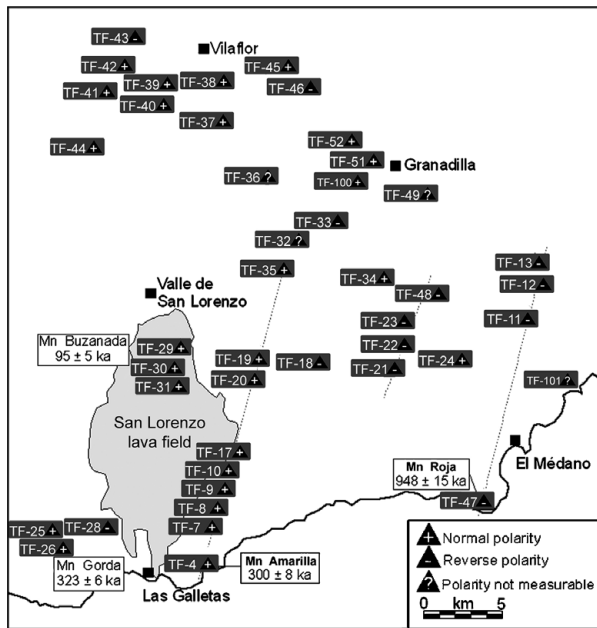 TF-43 -
Vilaflor
TF-42 +
TF-45 +
TF-39 +
TF-38 +
TF-41 +
TF-46 -
TF-40 +
TF-37 +
TF-52 +
TF-44 +
TF-51 +
Granadilla
TF-36 ?
TF-100 +
TF-49 ?
TF-33 -
TF-32 ?
TF-13 -
TF-35 +
TF-34 +
Valle de
San Lorenzo
TF-12 -
TF-48 -
TF-11 -
TF-23 -
Mn Buzanada
95 ± 5 ka
TF-29 +
TF-22 -
TF-19 +
TF-18 -
TF-24 +
TF-30 +
TF-21 -
TF-20 +
TF-101 ?
TF-31 +
San Lorenzo
lava field
TF-17 +
El Médano
TF-10 +
Mn Roja
948 ± 15 ka
TF-9 +
TF-47 -
TF-8 +
TF-25 +
TF-28 -
TF-7 +
TF-26 +
Mn Gorda
323 ± 6 ka
TF-4 +
Mn Amarilla
300 ± 8 ka
Las Galletas
+ Normal polarity
- Reverse polarity
? Polarity not measurable
0 km 5